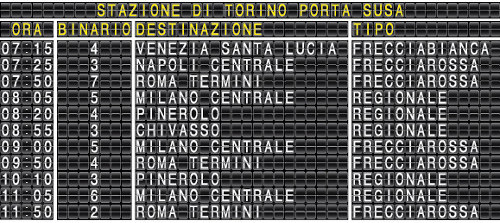 STAZIONE DI TORINO PORTA SUSA
ORA BINARIO DESTINAZIONE TIPO
07:15 4 VENEZIA SANTA LUCIA FRECCIABIANCA
07:25 3 NAPOLI CENTRALE FRECCIAROSSA
07:50 7 ROMA TERMINI FRECCIAROSSA
08:05 5 MILANO CENTRALE REGIONALE
08:20 4 PINEROLO REGIONALE
08:55 3 CHIVASSO REGIONALE
09:00 5 MILANO CENTRALE FRECCIAROSSA
09:50 4 ROMA TERMINI FRECCIAROSSA
10:10 3 PINEROLO REGIONALE
11:05 6 MILANO CENTRALE REGIONALE
11:50 2 ROMA TERMINI FRECCIAROSSA